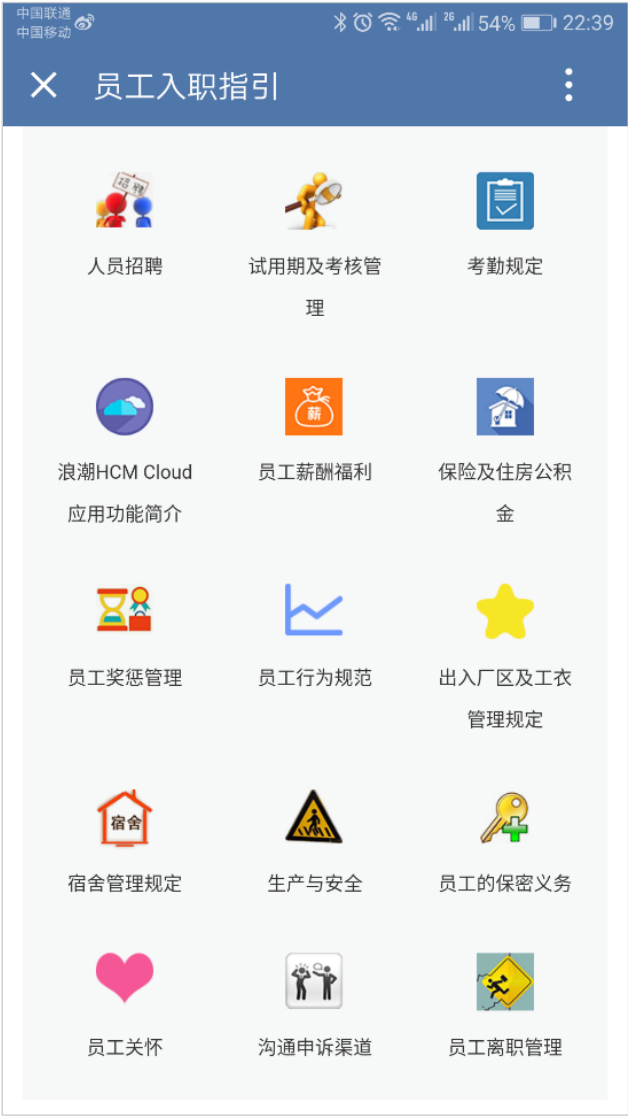 中国联通
中国移动
4G 2G 54% 22:39
员工入职指引
招聘
人员招聘
试用期及考核管
理
考勤规定
浪潮HCM Cloud
应用功能简介
薪
员工薪酬福利
保险及住房公积
金
员工奖惩管理
员工行为规范
出入厂区及工衣
管理规定
宿舍
宿舍管理规定
生产与安全
员工的保密义务
员工关怀
沟通申诉渠道
员工离职管理